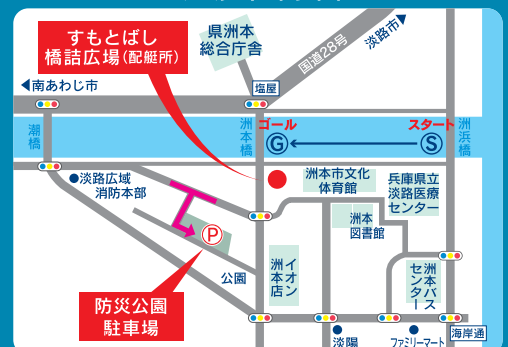 すもとばし
橋詰広場(配艇所)
県洲本
総合庁舎
国道28号
淡路市▶
◀南あわじ市
塩屋
潮橋
洲本橋
ゴール
G
スタート
S
洲浜橋
●淡路広域
消防本部
洲本市文化
体育館
兵庫県立
淡路医療
センター
洲本
図書館
P
公園
イオン
洲本店
洲本バス
センター
防災公園
駐車場
淡陽
ファミリーマート
海岸通